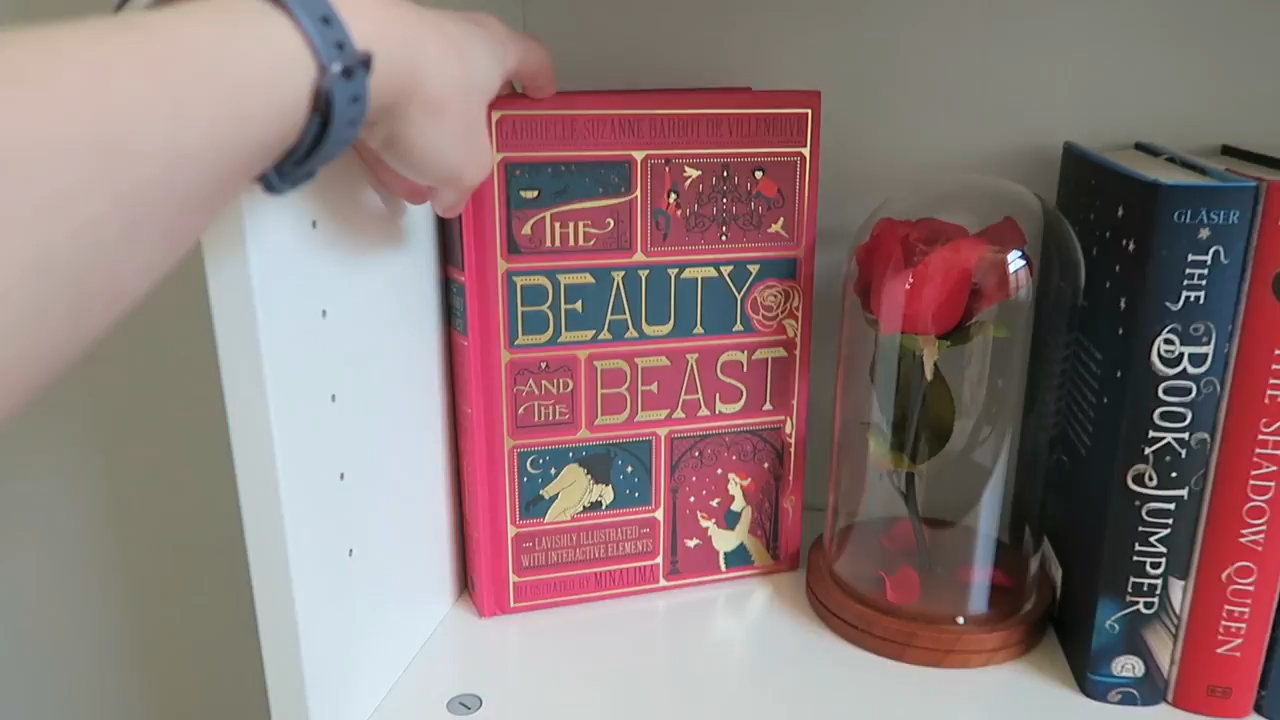 GABRIELLE SUZANNE BARBOT DE VILLENEUVE
THE
BEAUTY
AND
THE
BEAST
LAVISHLY ILLUSTRATED
WITH INTERACTIVE ELEMENTS
ILLUSTRATED BY MINALIMA
GLÄSER
THE BOOK JUMPER
THE SHADOW QUEEN